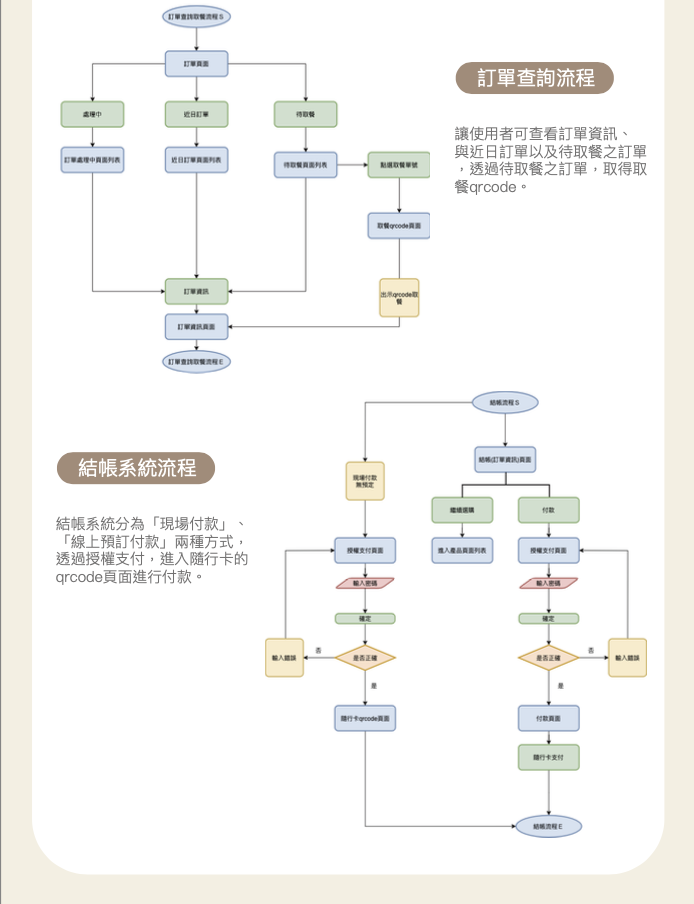 訂單查詢取餐流程 S
訂單頁面
處理中
近日訂單
待取餐
訂單處理中頁面列表
近日訂單頁面列表
待取餐頁面列表
點選取餐單號
取餐qrcode頁面
訂單資訊
出示qrcode取
餐
訂單資訊頁面
訂單查詢取餐流程 E
訂單查詢流程
讓使用者可查看訂單資訊、
與近日訂單以及待取餐之訂單
，透過待取餐之訂單，取得取
餐qrcode。
結帳系統流程
結帳系統分為「現場付款」、
「線上預訂付款」兩種方式，
透過授權支付，進入隨行卡的
qrcode頁面進行付款。
結帳流程 S
結帳(訂單資訊)頁面
現場付款
無預定
繼續選購
付款
授權支付頁面
進入產品頁面列表
授權支付頁面
輸入密碼
輸入密碼
確定
確定
輸入錯誤
否
是否正確
是否正確
否
輸入錯誤
是
是
隨行卡qrcode頁面
付款頁面
隨行卡支付
結帳流程 E